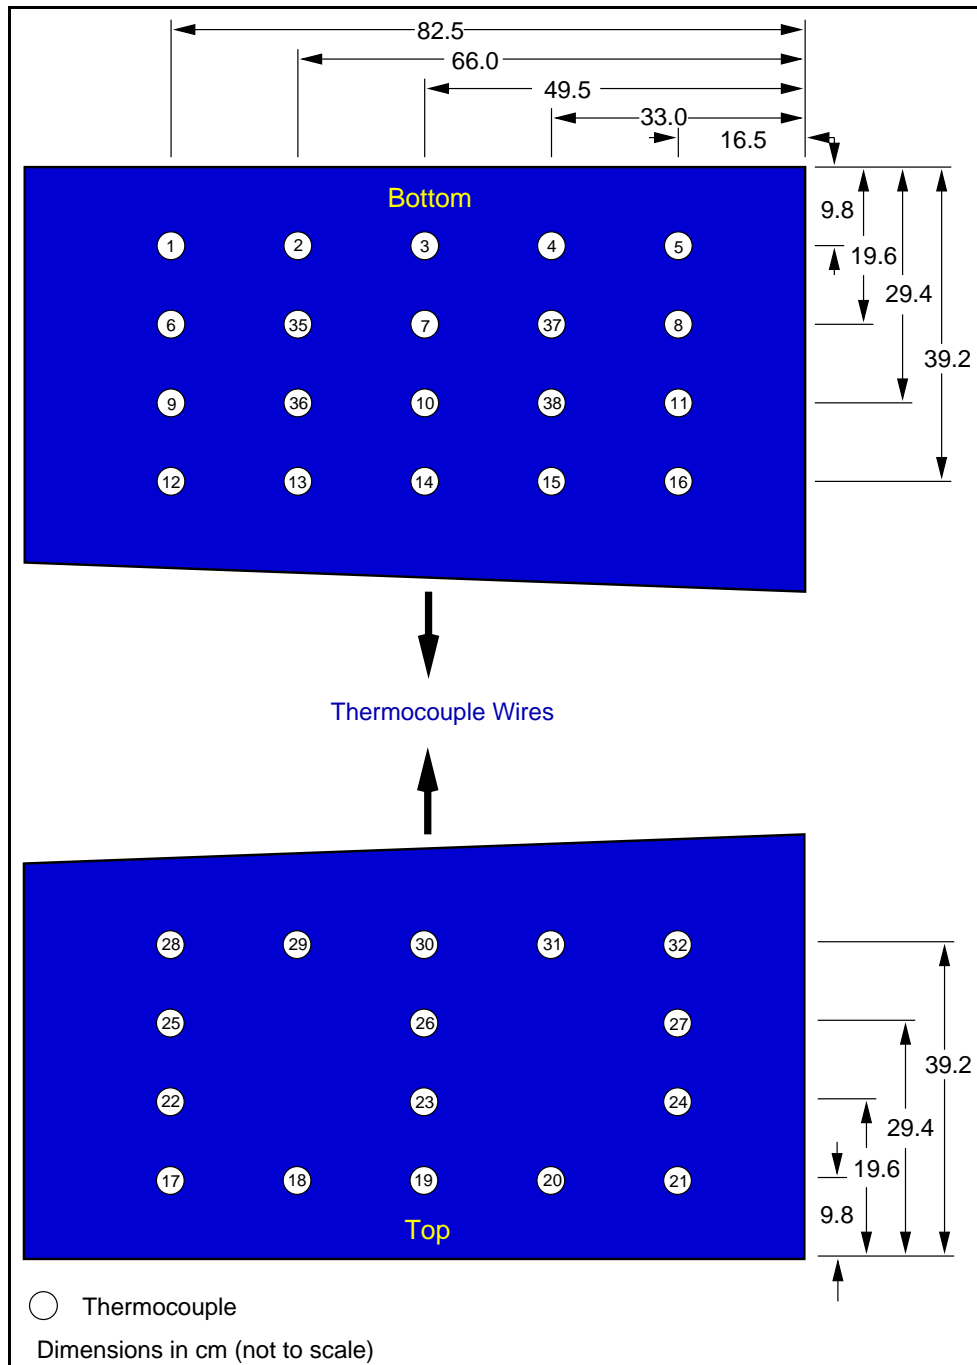 82.5
66.0
49.5
33.0
16.5
Bottom
9.8
1 2 3 4 5
19.6
29.4
6 35 7 37 8
39.2
9 36 10 38 11
12 13 14 15 16
Thermocouple Wires
28 29 30 31 32
25 26 27
39.2
22 23 24
29.4
19.6
17 18 19 20 21
9.8
Top
Thermocouple
Dimensions in cm (not to scale)